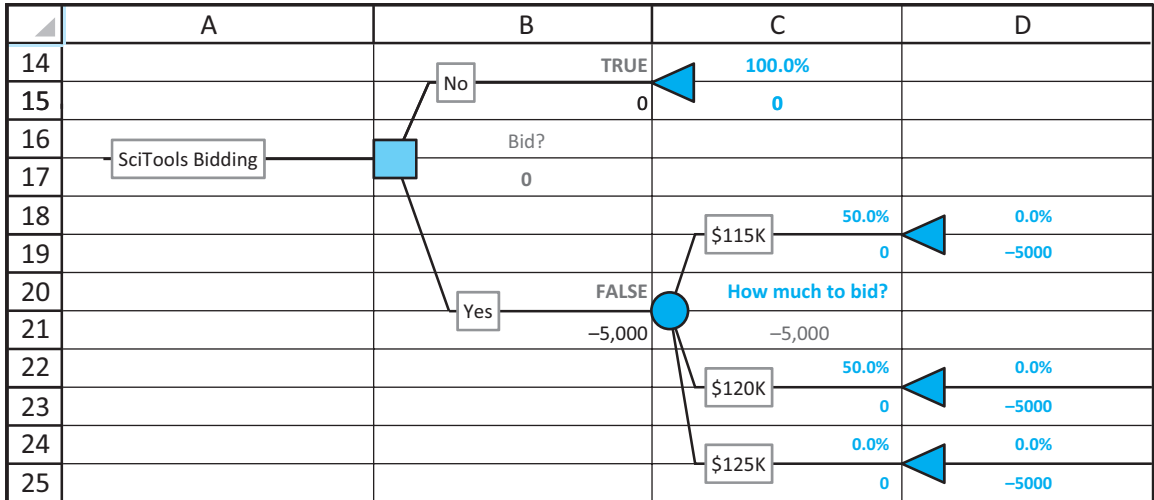 A B C D
14 TRUE 100.0%
No
15 0 0
16 Bid?
SciTools Bidding
17 0
18 50.0% 0.0%
$115K
19 0 –5000
20 FALSE How much to bid?
Yes
21 –5,000 –5,000
22 50.0% 0.0%
$120K
23 0 –5000
24 0.0% 0.0%
$125K
25 0 –5000